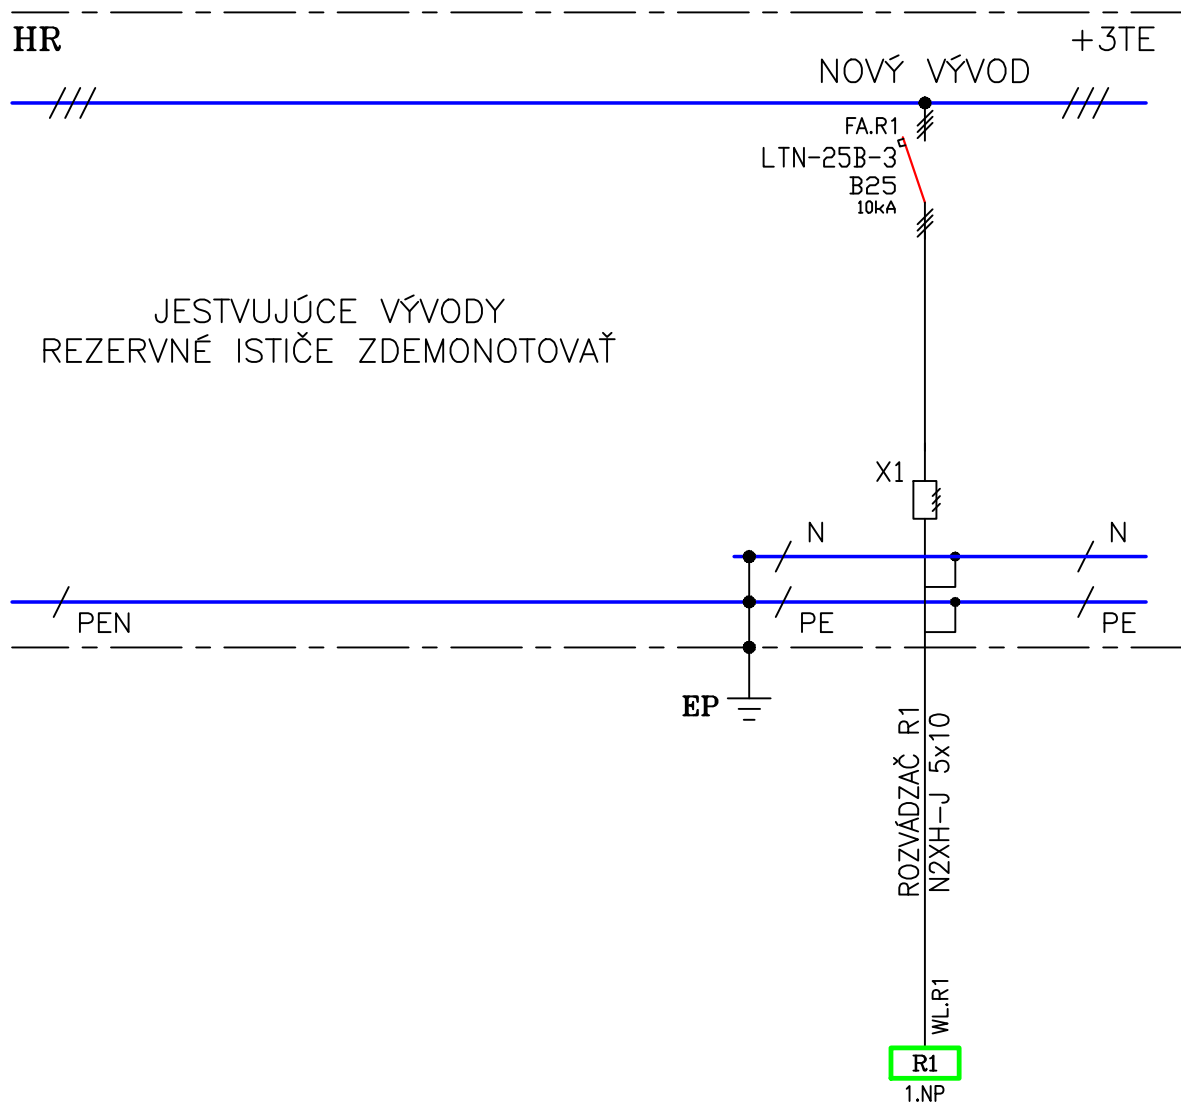 HR
+3TE
NOVÝ VÝVOD
FA.R1
LTN-25B-3
B25
10kA
JESTVUJÚCE VÝVODY
REZERVNÉ ISTIČE ZDEMONOTOVAŤ
X1
N
N
PEN
PE
PE
EP
ROZVÁDZAČ R1
N2XH-J 5x10
WL.R1
R1
1.NP